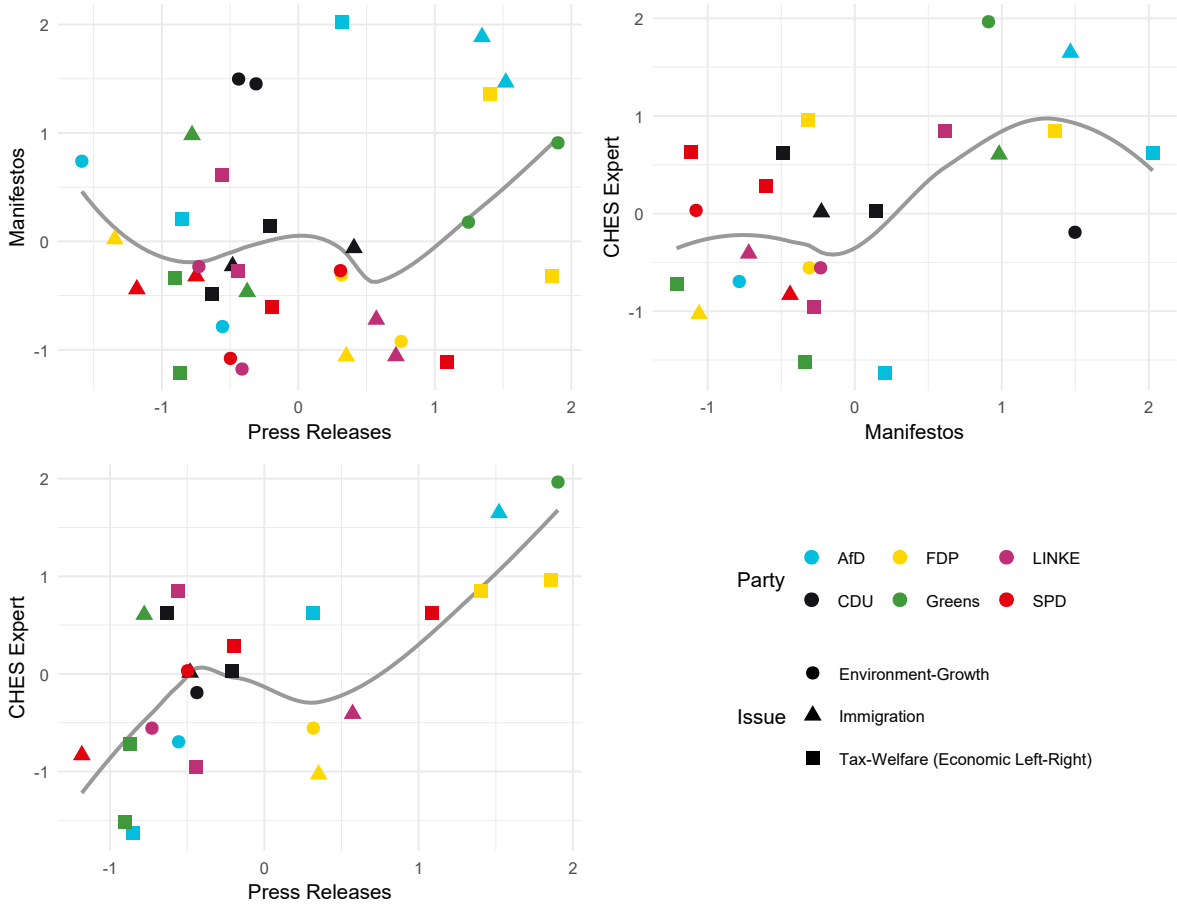 2
1
0
-1
Manifestos
-1
0
1
2
Press Releases
2
1
0
-1
CHES Expert
-1
0
1
2
Manifestos
2
1
0
-1
CHES Expert
-1
0
1
2
Press Releases
Party
AfD
FDP
LINKE
CDU
Greens
SPD
Issue
Environment-Growth
Immigration
Tax-Welfare (Economic Left-Right)